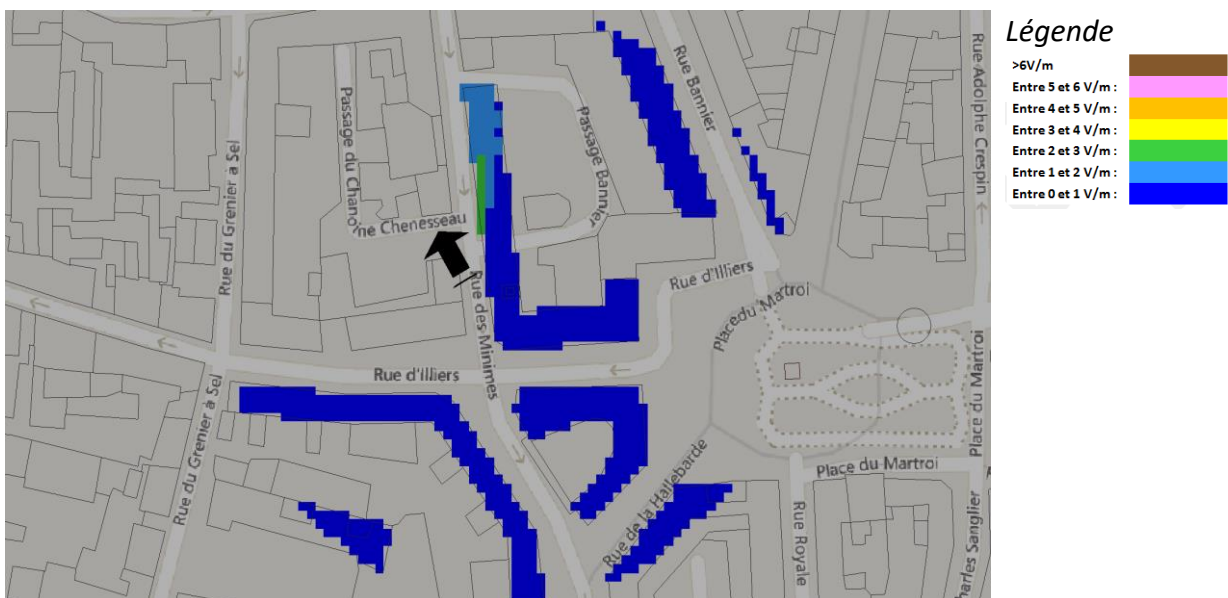 Légende
>6V/m
Entre 5 et 6 V/m :
Entre 4 et 5 V/m :
Entre 3 et 4 V/m :
Entre 2 et 3 V/m :
Entre 1 et 2 V/m :
Entre 0 et 1 V/m :
Rue du Grenier à Sel
Passage du Chanoi
ne Chenesseau
Passage Bannier
Rue Bannier
Rue Adolphe Crespin
Rue d'Illiers
Place du Martroi
Rue des Minimes
Rue d'Illiers
Rue du Grenier à Sel
Place du Martroi
Place du Martroi
Rue de la Hallebarde
Rue Royale
harles Sanglier